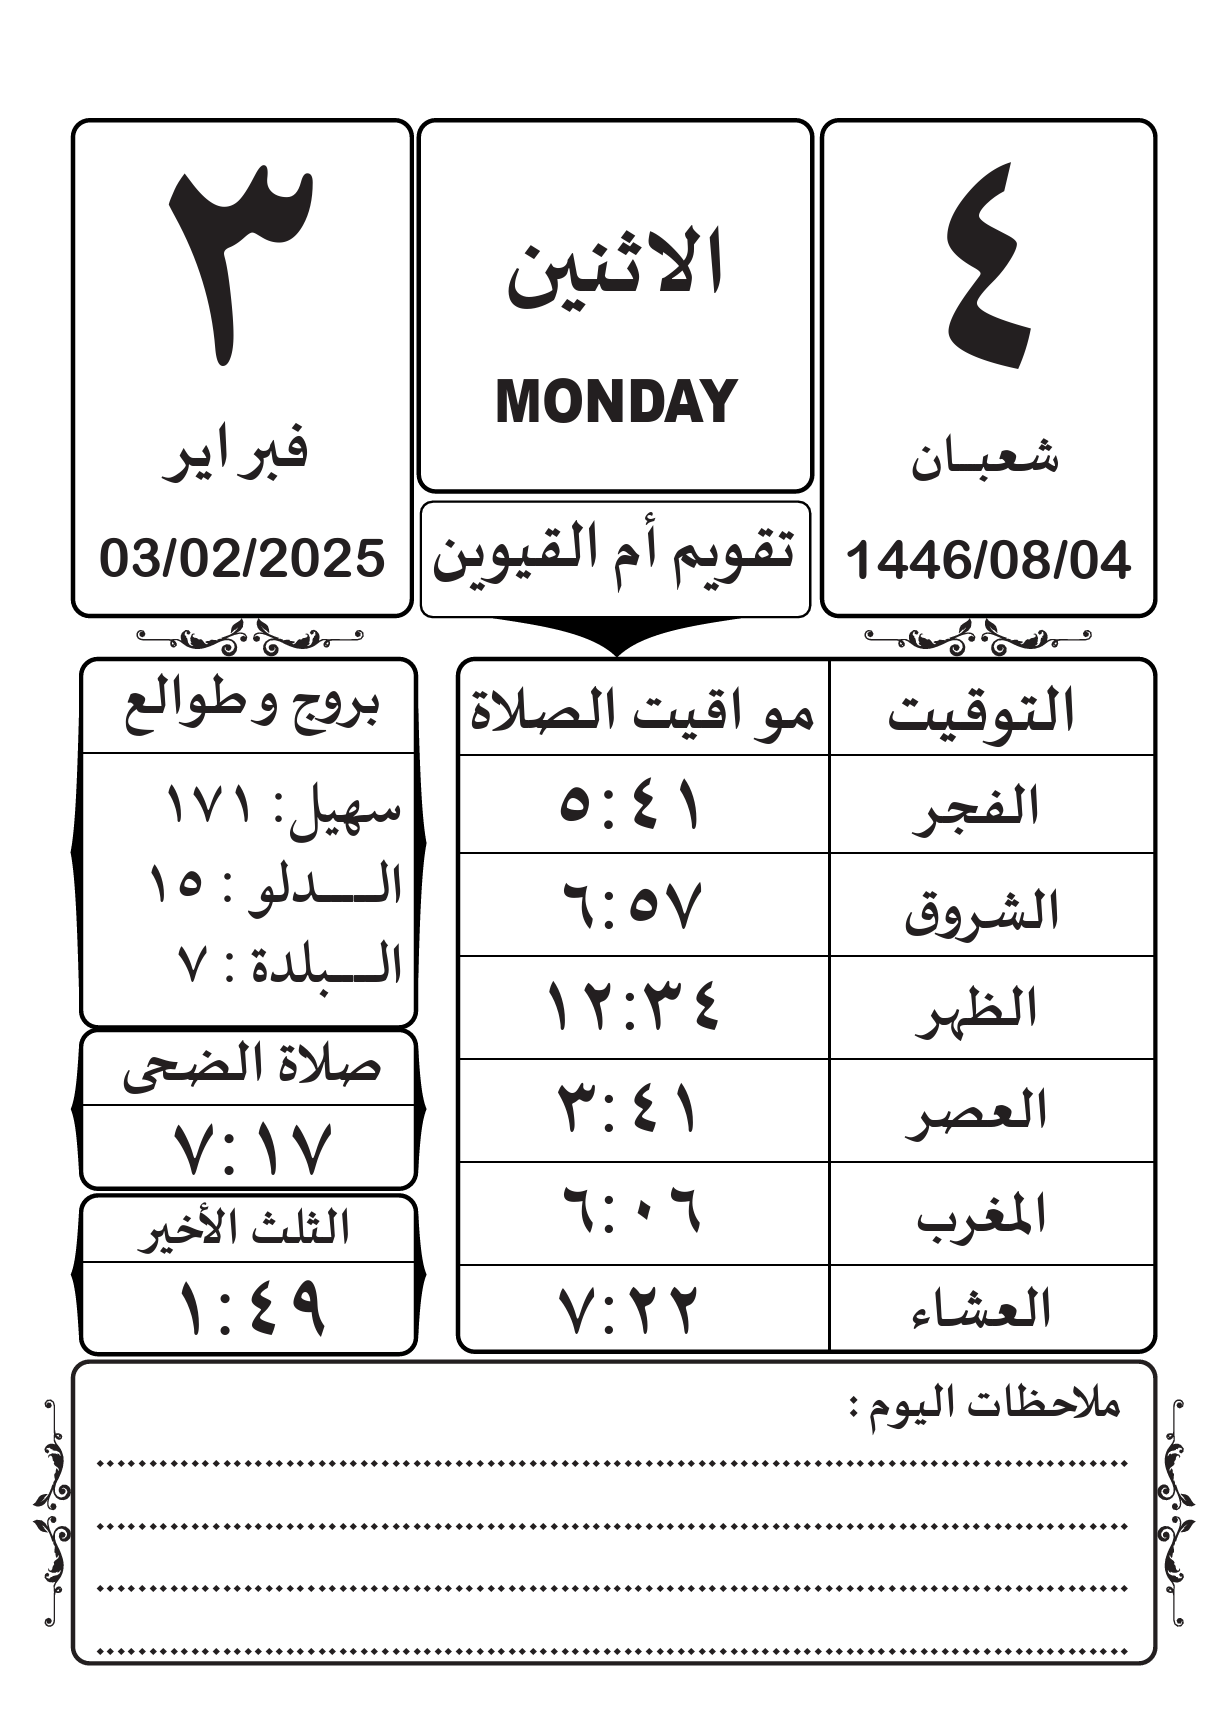 ٤
شعبان
1446/08/04
الاثنين
MONDAY
تقويم أم القيوين
٣
فبراير
03/02/2025
التوقيت مواقيت الصلاة
الفجر ٥:٤١
الشروق ٦:٥٧
الظهر ١٢:٣٤
العصر ٣:٤١
المغرب ٦:٠٦
العشاء ٧:٢٢
بروج وطوالع
سهيل: ١٧١
الدلو : ١٥
البلدة : ٧
صلاة الضحى
٧:١٧
الثلث الأخير
١:٤٩
ملاحظات اليوم :